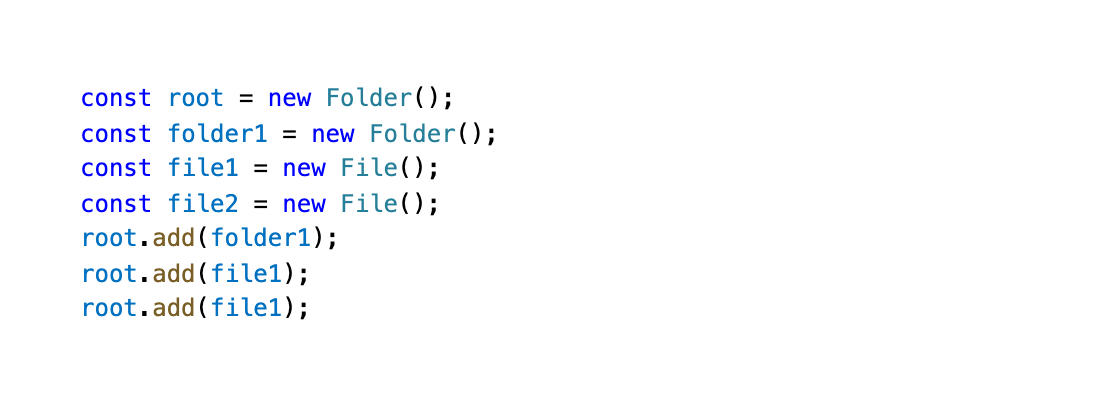 const root = new Folder();
const folder1 = new Folder();
const file1 = new File();
const file2 = new File();
root.add(folder1);
root.add(file1);
root.add(file1);